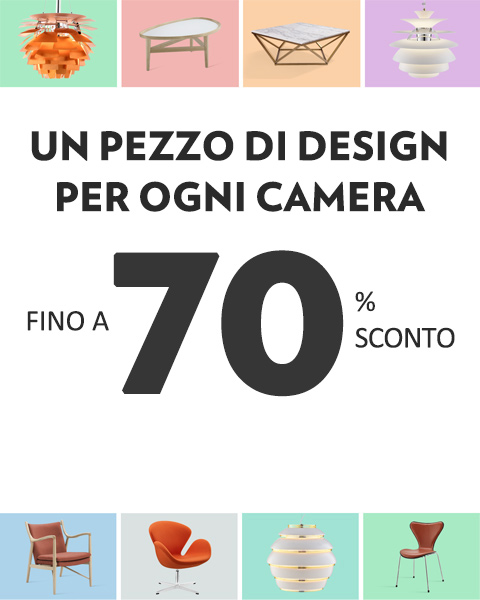 UN PEZZO DI DESIGN
PER OGNI CAMERA
FINO A 70 % SCONTO